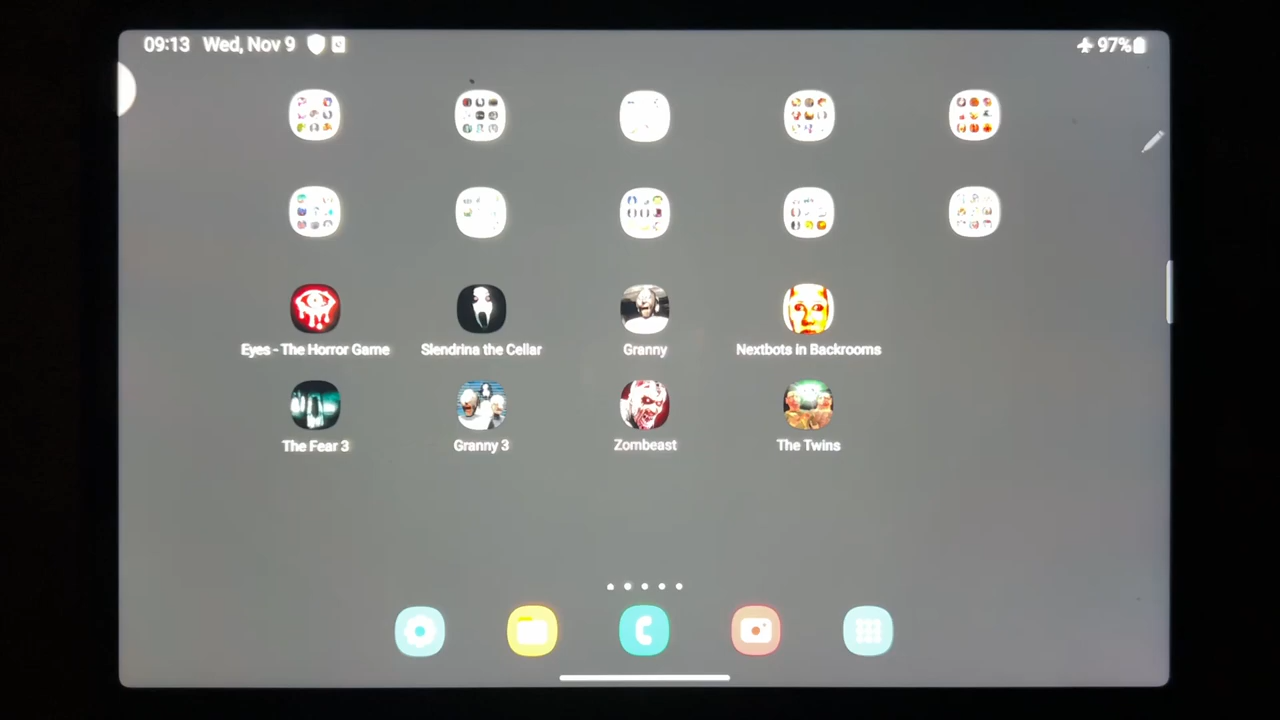 09:13 Wed, Nov 9
97%
Eyes - The Horror Game
Slendrina the Cellar
Granny
Nextbots in Backrooms
The Fear 3
Granny 3
Zombeast
The Twins